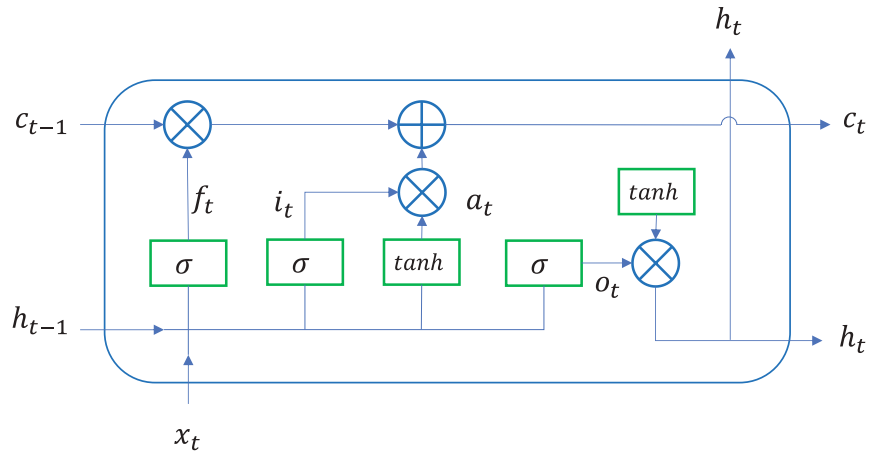 h_t
c_{t−1} c_t
f_t i_t a_t tanh
σ σ tanh σ o_t
h_{t−1} h_t
x_t